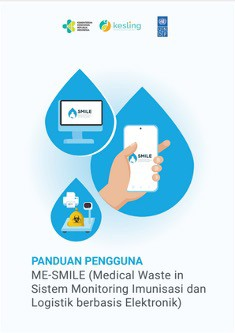 kesling
SMILE
SMILE
PANDUAN PENGGUNA
ME-SMILE (Medical Waste in
Sistem Monitoring Imunisasi dan
Logistik berbasis Elektronik)